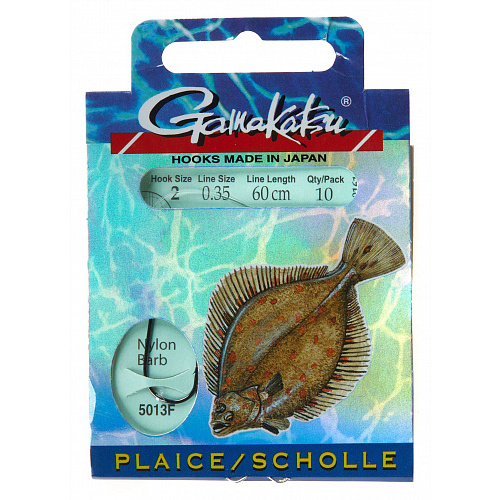 Gamakatsu®
HOOKS MADE IN JAPAN
Hook Size Line Size Line Length Qty/Pack
2 0.35 60cm 10
Nylon
Barb
5013F
PLAICE/SCHOLLE